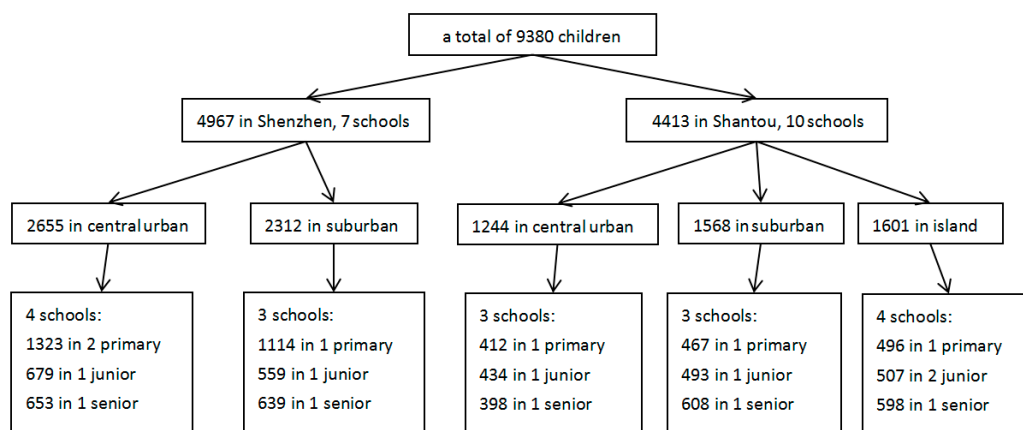 a total of 9380 children
4967 in Shenzhen, 7 schools
4413 in Shantou, 10 schools
2655 in central urban
2312 in suburban
1244 in central urban
1568 in suburban
1601 in island
4 schools:
1323 in 2 primary
679 in 1 junior
653 in 1 senior
3 schools:
1114 in 1 primary
559 in 1 junior
639 in 1 senior
3 schools:
412 in 1 primary
434 in 1 junior
398 in 1 senior
3 schools:
467 in 1 primary
493 in 1 junior
608 in 1 senior
4 schools:
496 in 1 primary
507 in 2 junior
598 in 1 senior